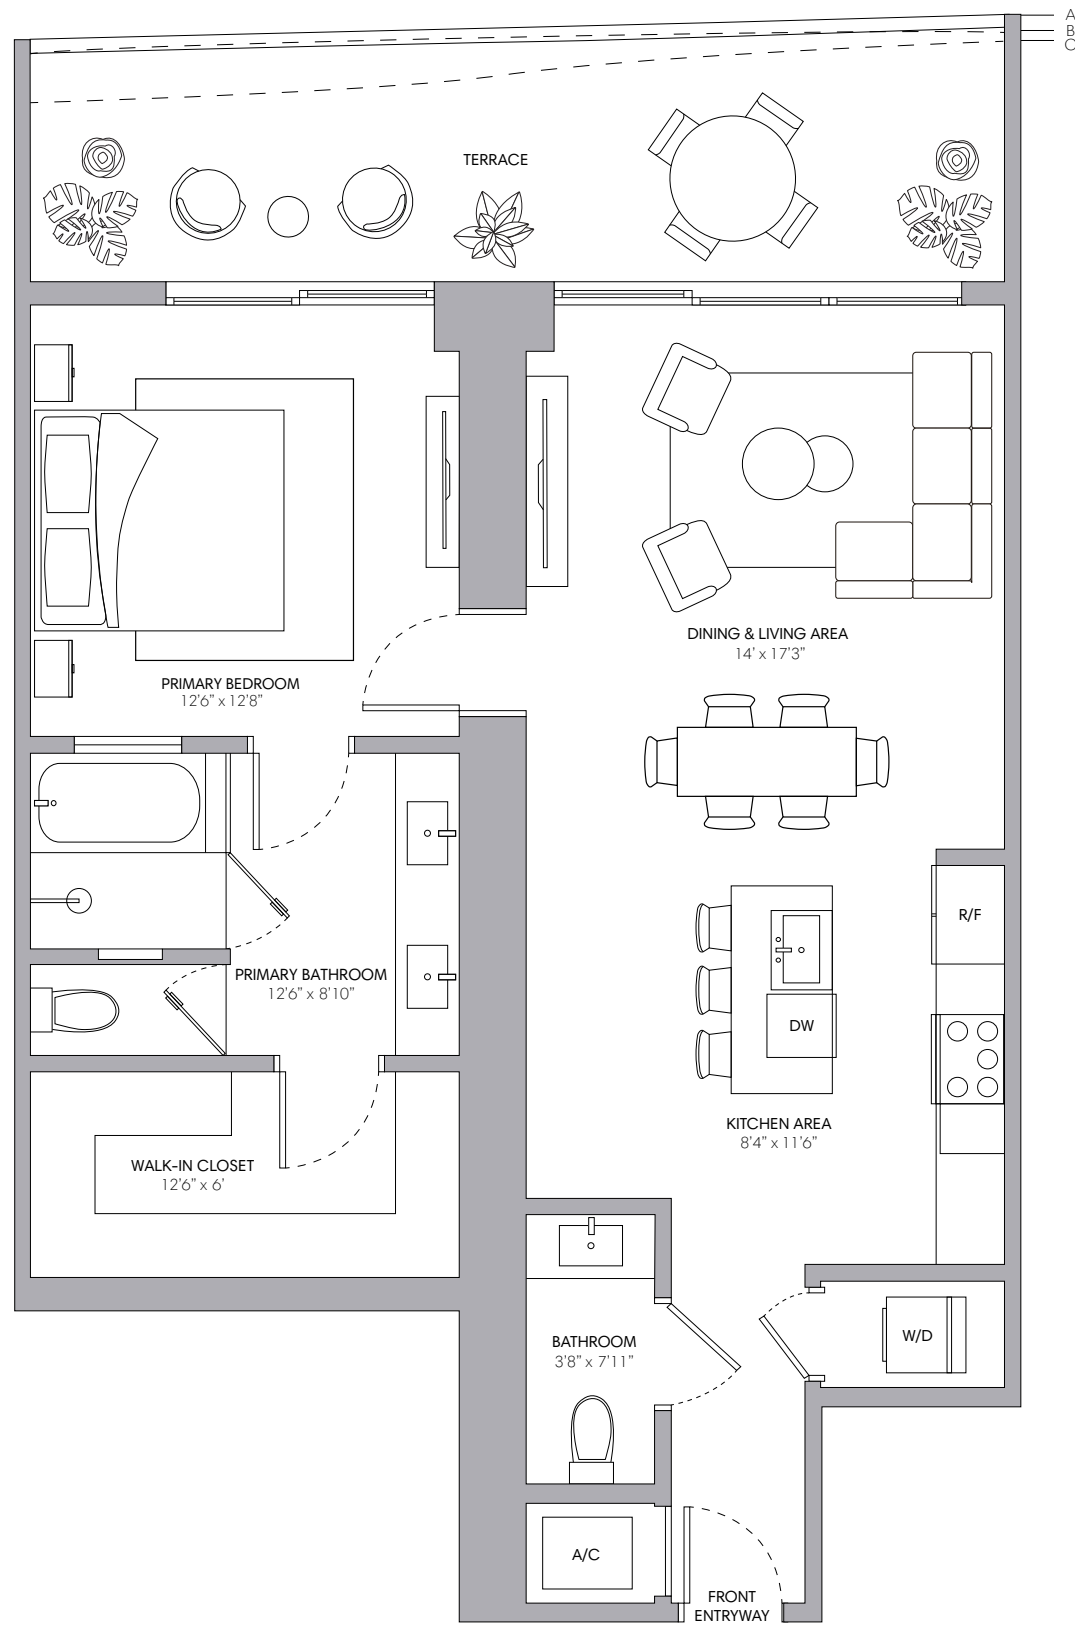 A
B
C
TERRACE
DINING & LIVING AREA
14' x 17'3"
PRIMARY BEDROOM
12'6" x 12'8"
R/F
PRIMARY BATHROOM
12'6" x 8'10"
DW
KITCHEN AREA
8'4" x 11'6"
WALK-IN CLOSET
12'6" x 6'
BATHROOM
3'8" x 7'11"
W/D
A/C
FRONT
ENTRYWAY